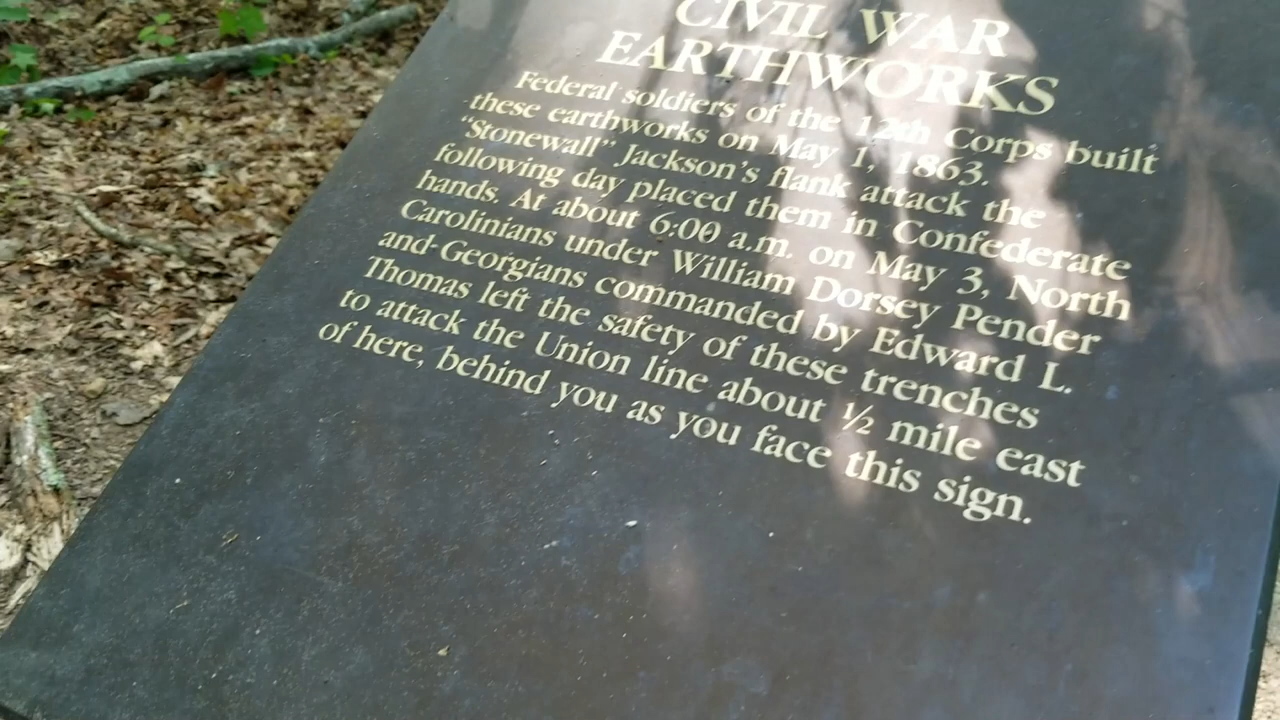 CIVIL WAR
EARTHWORKS
Federal soldiers of the 12th Corps built
these earthworks on May 1, 1863.
"Stonewall" Jackson's flank attack the
following day placed them in Confederate
hands. At about 6:00 a.m. on May 3, North
Carolinians under William Dorsey Pender
and Georgians commanded by Edward L.
Thomas left the safety of these trenches
to attack the Union line about ½ mile east
of here, behind you as you face this sign.